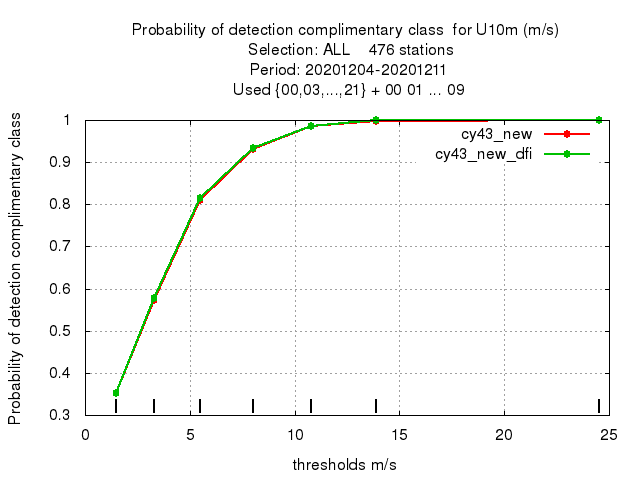 Probability of detection complimentary class  for U10m (m/s)
Selection: ALL    476 stations
Period: 20201204-20201211
Used {00,03,...,21} + 00 01 ... 09
Probability of detection complimentary class
1
0.9
0.8
0.7
0.6
0.5
0.4
0.3
cy43_new
cy43_new_dfi
0 5 10 15 20 25
thresholds m/s